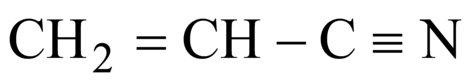 CH₂ = CH − C ≡ N